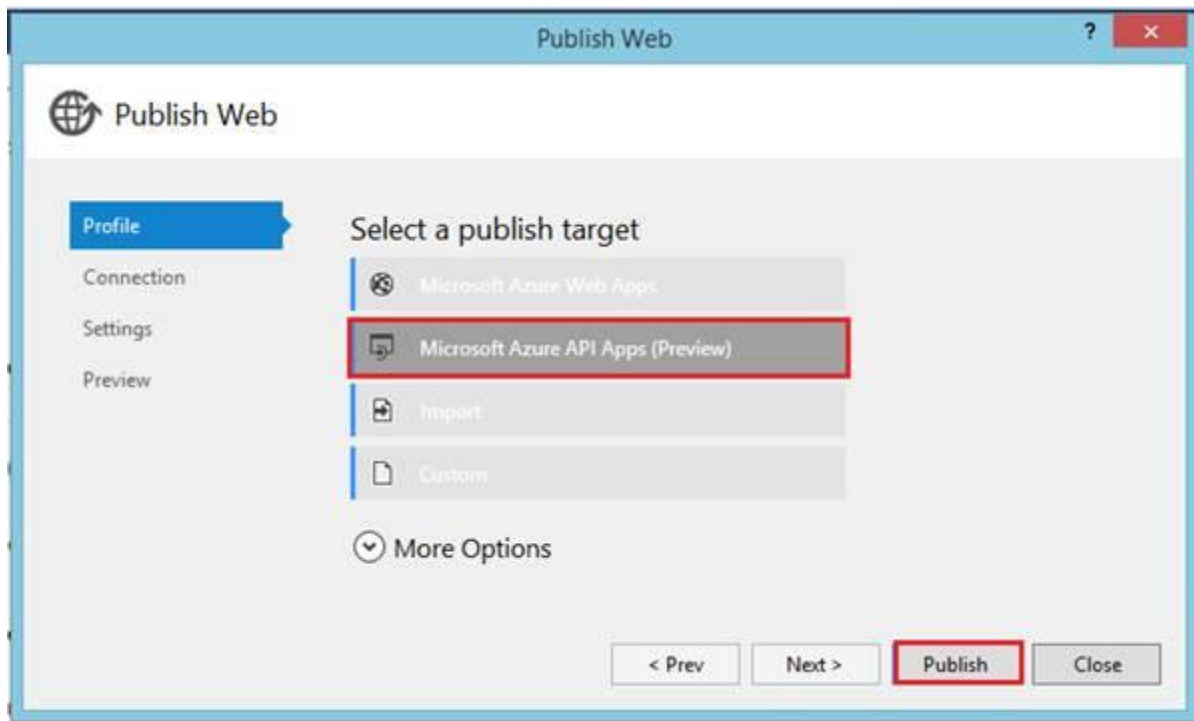 Publish Web
?
Publish Web
Profile
Connection
Settings
Preview
Select a publish target
Microsoft Azure Web Apps
Microsoft Azure API Apps (Preview)
Import
Custom
More Options
< Prev
Next >
Publish
Close